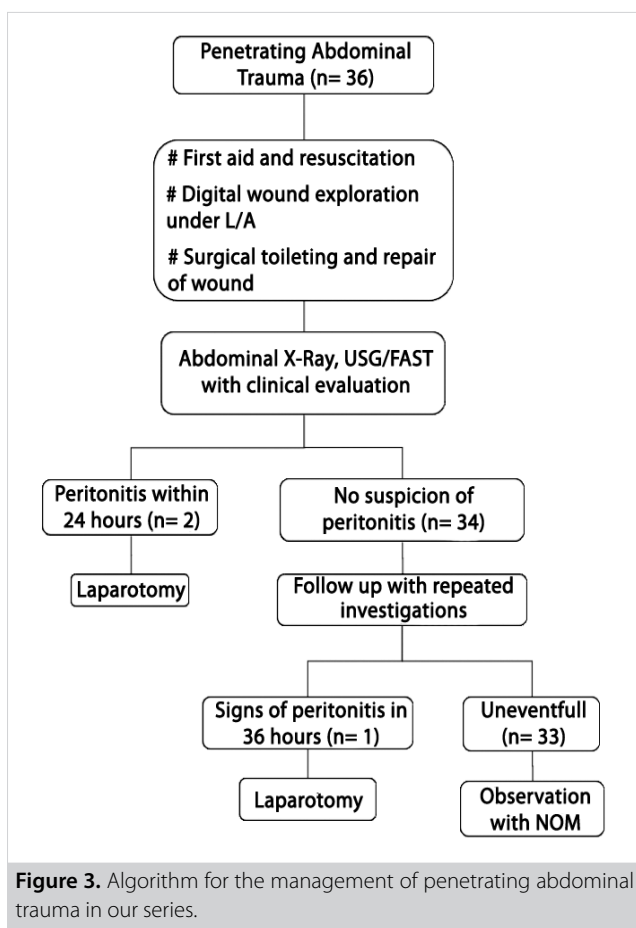 Penetrating Abdominal
Trauma (n= 36)
# First aid and resuscitation
# Digital wound exploration
under L/A
# Surgical toileting and repair
of wound
Abdominal X-Ray, USG/FAST
with clinical evaluation
Peritonitis within
24 hours (n= 2)
No suspicion of
peritonitis (n= 34)
Laparotomy
Follow up with repeated
investigations
Signs of peritonitis in
36 hours (n= 1)
Uneventfull
(n= 33)
Laparotomy
Observation
with NOM
Figure 3. Algorithm for the management of penetrating abdominal
trauma in our series.